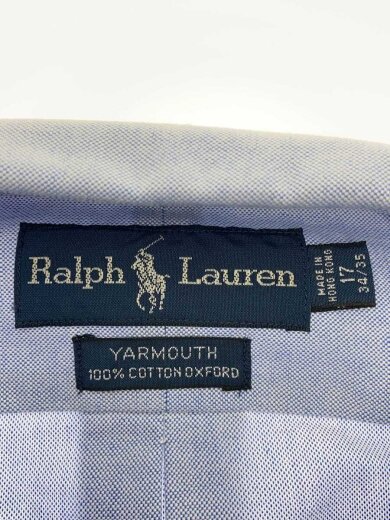 Ralph Lauren
MADE IN
HONG KONG
17
34/35
YARMOUTH
100% COTTON OXFORD